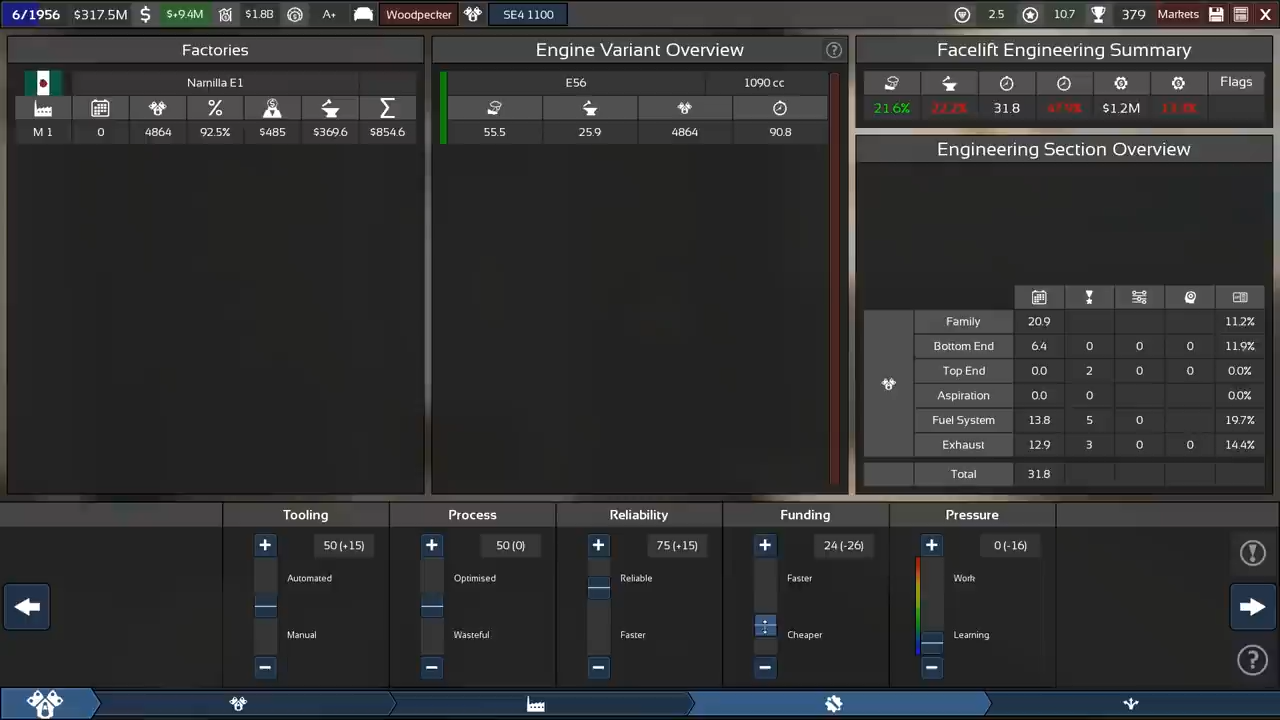 6/1956 $317.5M $+9.4M $1.8B A+ Woodpecker SE4 1100 2.5 10.7 379 Markets
Factories
Namilla E1
M 1 0 4864 92.5% $485 $369.6 $854.6
Engine Variant Overview
E56 1090 cc
55.5 25.9 4864 90.8
Facelift Engineering Summary
Flags
21.6% 22.2% 31.8 $1.2M
Engineering Section Overview
Family 20.9 11.2%
Bottom End 6.4 0 0 0 11.9%
Top End 0.0 2 0 0 0.0%
Aspiration 0.0 0 0.0%
Fuel System 13.8 5 0 19.7%
Exhaust 12.9 3 0 0 14.4%
Total 31.8
Tooling
50 (+15)
Automated
Manual
Process
50 (0)
Optimised
Wasteful
Reliability
75 (+15)
Reliable
Faster
Funding
24 (-26)
Faster
Cheaper
Pressure
0 (-16)
Work
Learning